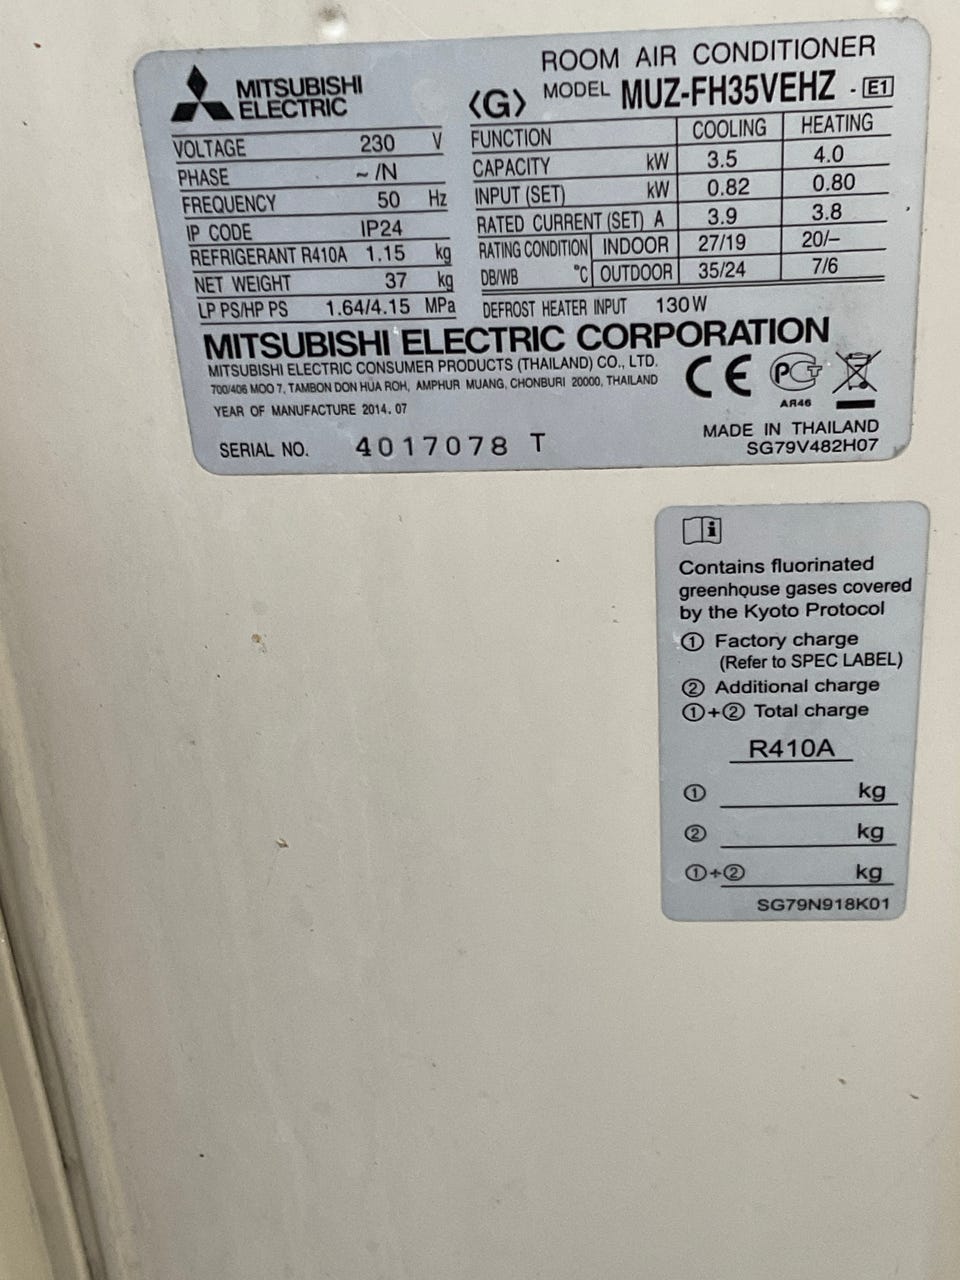 MITSUBISHI
ELECTRIC
ROOM AIR CONDITIONER
<G> MODEL MUZ-FH35VEHZ - E1
VOLTAGE 230 V
PHASE ~ /N
FREQUENCY 50 Hz
IP CODE IP24
REFRIGERANT R410A 1.15 kg
NET WEIGHT 37 kg
LP PS/HP PS 1.64/4.15 MPa
FUNCTION COOLING HEATING
CAPACITY kW 3.5 4.0
INPUT (SET) kW 0.82 0.80
RATED CURRENT (SET) A 3.9 3.8
RATING CONDITION INDOOR 27/19 20/–
DB/WB °C OUTDOOR 35/24 7/6
DEFROST HEATER INPUT 130 W
MITSUBISHI ELECTRIC CORPORATION
MITSUBISHI ELECTRIC CONSUMER PRODUCTS (THAILAND) CO., LTD.
700/406 MOO 7, TAMBON DON HUA ROH, AMPHUR MUANG, CHONBURI 20000, THAILAND
YEAR OF MANUFACTURE 2014. 07
SERIAL NO. 4017078 T
CE PCT
AR46
MADE IN THAILAND
SG79V482H07
i
Contains fluorinated
greenhouse gases covered
by the Kyoto Protocol
① Factory charge
(Refer to SPEC LABEL)
② Additional charge
①+② Total charge
R410A
① kg
② kg
①+② kg
SG79N918K01